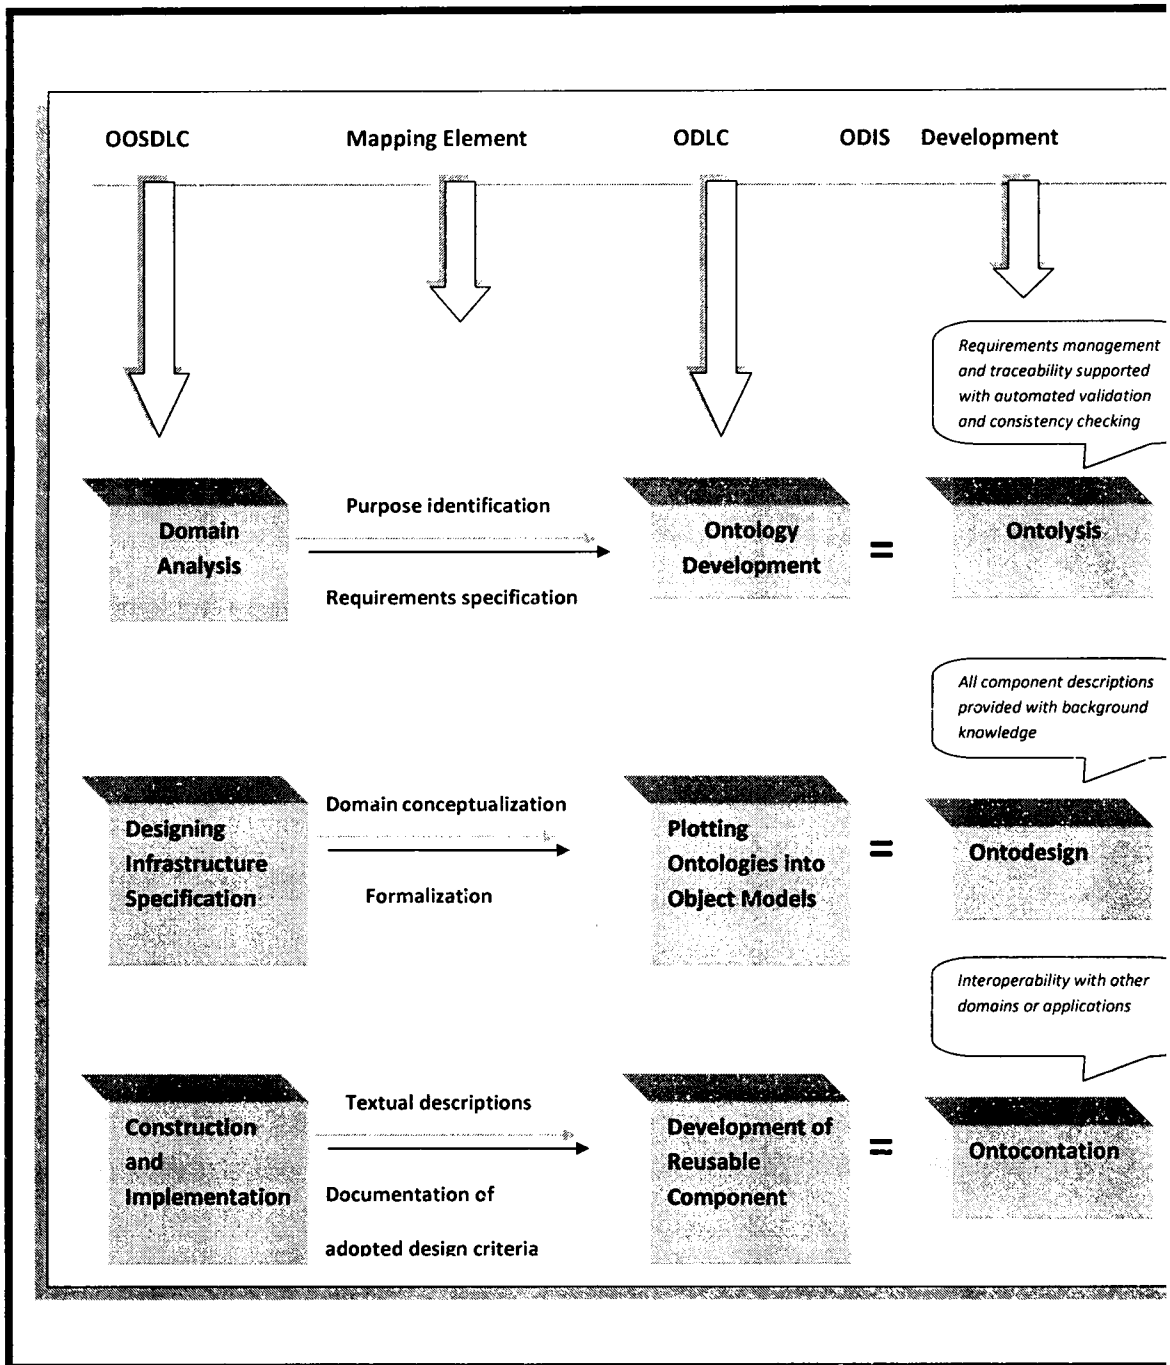 OOSDLC Mapping Element ODLC ODIS Development
Requirements management
and traceability supported
with automated validation
and consistency checking
Domain
Analysis
Purpose identification
Requirements specification
Ontology
Development
=
Ontolysis
All component descriptions
provided with background
knowledge
Designing
Infrastructure
Specification
Domain conceptualization
Formalization
Plotting
Ontologies into
Object Models
=
Ontodesign
Interoperability with other
domains or applications
Construction
and
Implementation
Textual descriptions
Documentation of
adopted design criteria
Development of
Reusable
Component
=
Ontocontation